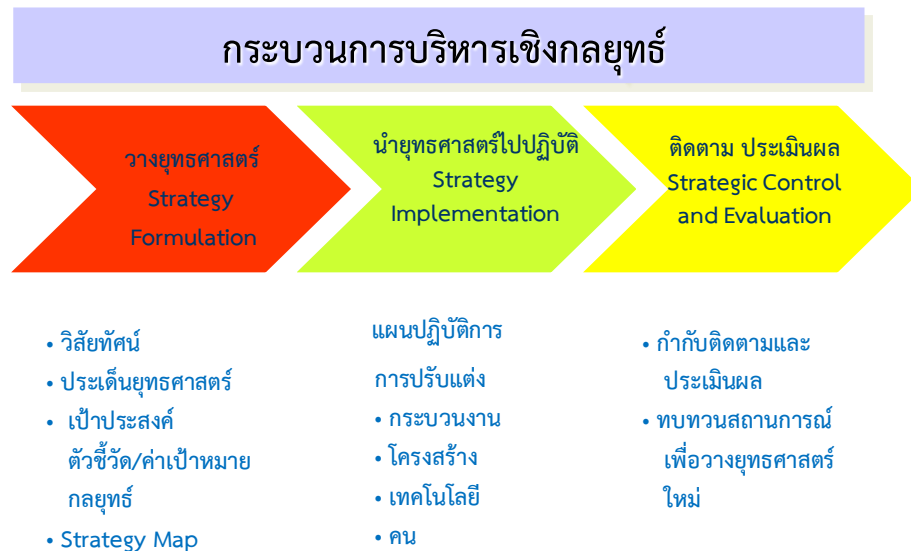 กระบวนการบริหารเชิงกลยุทธ์
วางยุทธศาสตร์
Strategy
Formulation
นำยุทธศาสตร์ไปปฏิบัติ
Strategy
Implementation
ติดตาม ประเมินผล
Strategic Control
and Evaluation
• วิสัยทัศน์
• ประเด็นยุทธศาสตร์
• เป้าประสงค์
ตัวชี้วัด/ค่าเป้าหมาย
กลยุทธ์
• Strategy Map
แผนปฏิบัติการ
การปรับแต่ง
• กระบวนงาน
• โครงสร้าง
• เทคโนโลยี
• คน
• กำกับติดตามและ
ประเมินผล
• ทบทวนสถานการณ์
เพื่อวางยุทธศาสตร์
ใหม่